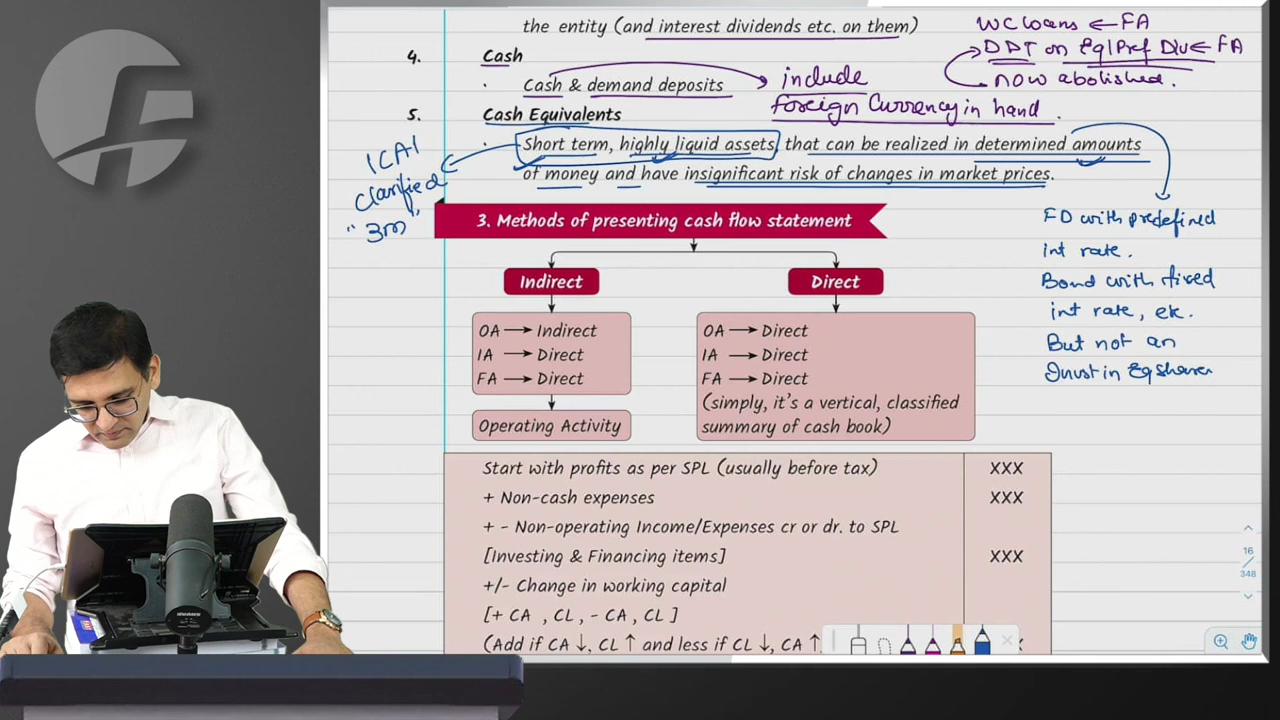 the entity (and interest dividends etc. on them)
WC loans ← FA
4. Cash
DDT on Eq/Pref Div ← FA
now abolished.
. Cash & demand deposits
include
foreign currency in hand.
5. Cash Equivalents
. Short term, highly liquid assets, that can be realized in determined amounts
of money and have insignificant risk of changes in market prices.
ICAI
clarified
"3m"
3. Methods of presenting cash flow statement
Indirect
OA → Indirect
IA → Direct
FA → Direct
Operating Activity
Direct
OA → Direct
IA → Direct
FA → Direct
(simply, it's a vertical, classified
summary of cash book)
FD with predefined
int rate.
Bond with fixed
int rate, etc.
But not an
Invst in Eq shares
Start with profits as per SPL (usually before tax) XXX
+ Non-cash expenses XXX
+ - Non-operating Income/Expenses cr or dr. to SPL
[Investing & Financing items] XXX
+/- Change in working capital
[+ CA , CL , - CA , CL ]
(Add if CA ↓, CL ↑ and less if CL ↓, CA ↑
16
/
348